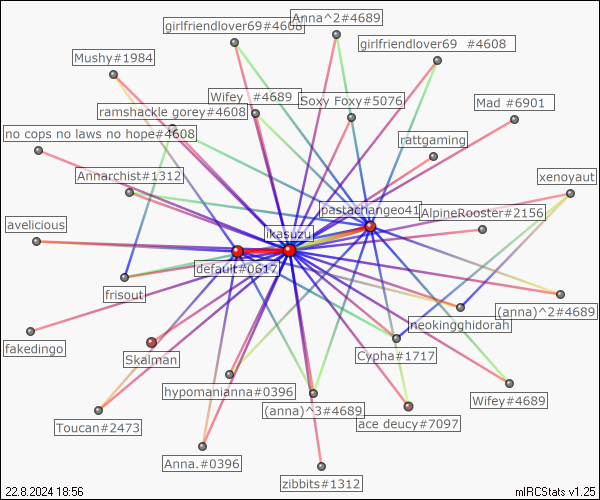 Anna^2#4689
girlfriendlover69#4608
girlfriendlover69 #4608
Mushy#1984
Wifey #4689
Soxy Foxy#5076
Mad #6901
ramshackle gorey#4608
no cops no laws no hope#4608
rattgaming
Annarchist#1312
xenoyaut
pastachangeo41
AlpineRooster#2156
avelicious
ikasuzu
default#0617
frisout
(anna)^2#4689
neokingghidorah
fakedingo
Skalman
Cypha#1717
hypomanianna#0396
Wifey#4689
(anna)^3#4689
ace deucy#7097
Toucan#2473
Anna.#0396
zibbits#1312
22.8.2024 18:56
mIRCStats v1.25